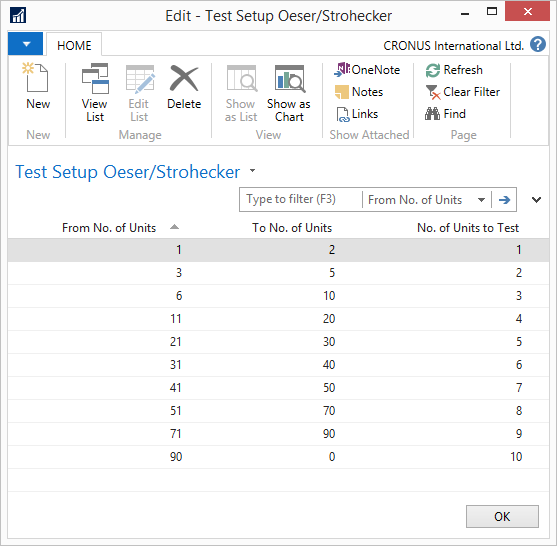 Edit - Test Setup Oeser/Strohecker
HOME
CRONUS International Ltd.
New
View List
Edit List
Delete
Show as List
Show as Chart
OneNote
Notes
Links
Refresh
Clear Filter
Find
New
Manage
View
Show Attached
Page
Test Setup Oeser/Strohecker
Type to filter (F3) From No. of Units
From No. of Units To No. of Units No. of Units to Test
1 2 1
3 5 2
6 10 3
11 20 4
21 30 5
31 40 6
41 50 7
51 70 8
71 90 9
90 0 10
OK